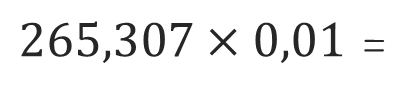 265,307 × 0,01 =